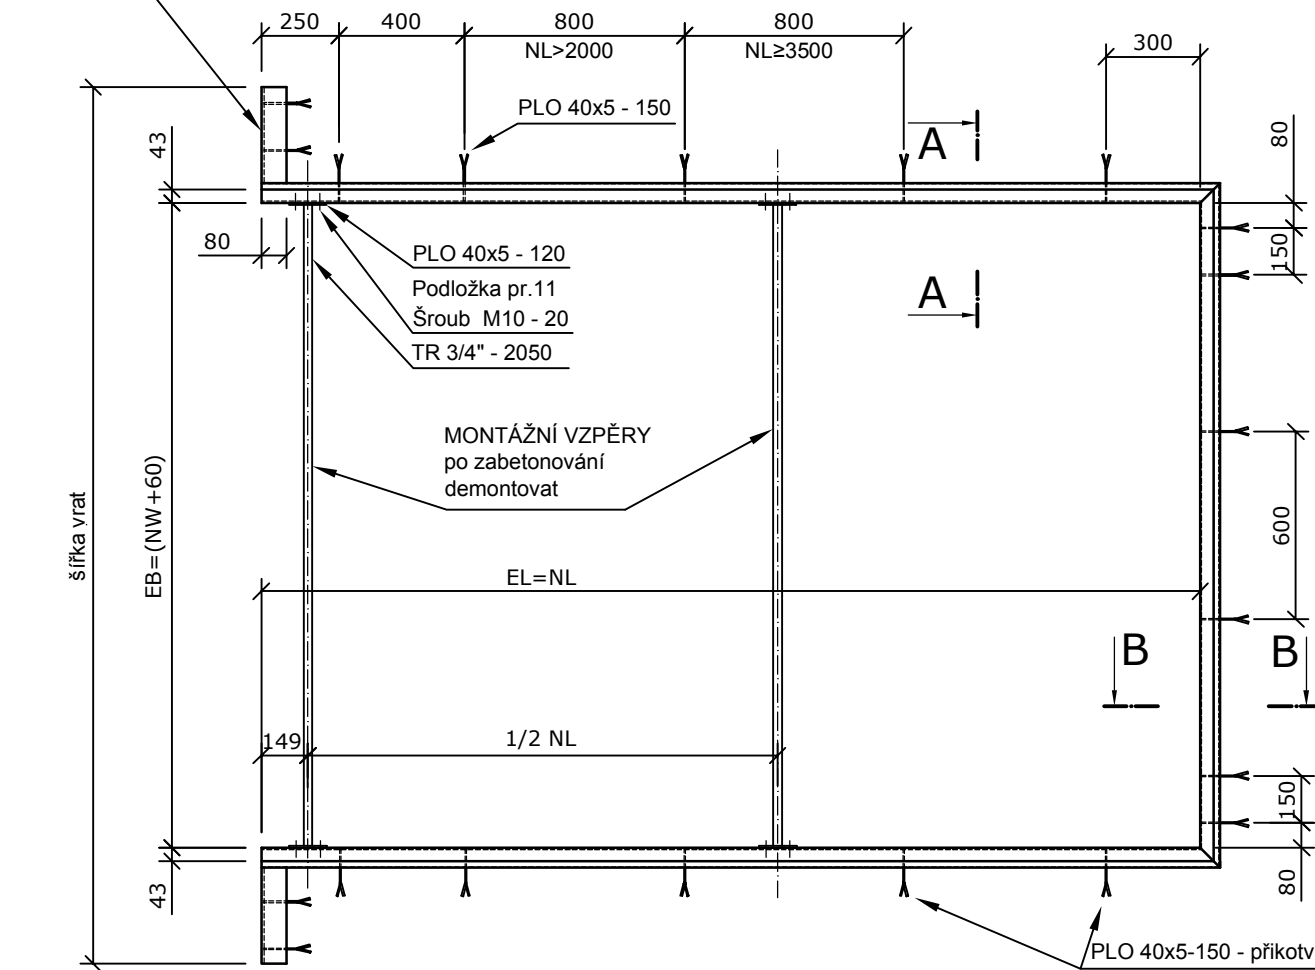 250
400
800
800
NL>2000
NL≥3500
300
PLO 40x5 - 150
A
80
43
80
150
PLO 40x5 - 120
Podložka pr.11
Šroub M10 - 20
TR 3/4" - 2050
A
MONTÁŽNÍ VZPĚRY
po zabetonování
demontovat
šířka vrat
EB=(NW+60)
600
EL=NL
B
B
149
1/2 NL
150
43
80
PLO 40x5-150 - přikotv